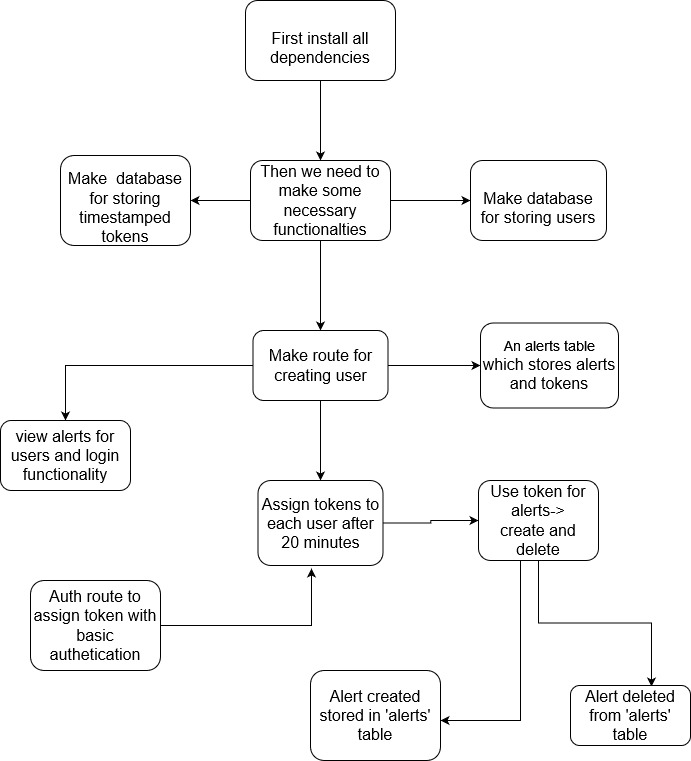 First install all
dependencies
Make database
for storing
timestamped
tokens
Then we need to
make some
necessary
functionalties
Make database
for storing users
Make route for
creating user
An alerts table
which stores alerts
and tokens
view alerts for
users and login
functionality
Assign tokens to
each user after
20 minutes
Use token for
alerts->
create and
delete
Auth route to
assign token with
basic
authetication
Alert created
stored in 'alerts'
table
Alert deleted
from 'alerts'
table